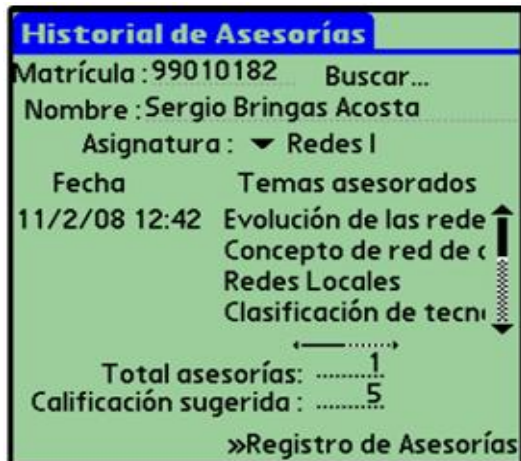 Historial de Asesorías
Matrícula : 99010182 Buscar...
Nombre : Sergio Bringas Acosta
Asignatura : Redes I
Fecha Temas asesorados
11/2/08 12:42 Evolución de las rede
Concepto de red de c
Redes Locales
Clasificación de tecn
Total asesorías: 1
Calificación sugerida : 5
»Registro de Asesorías